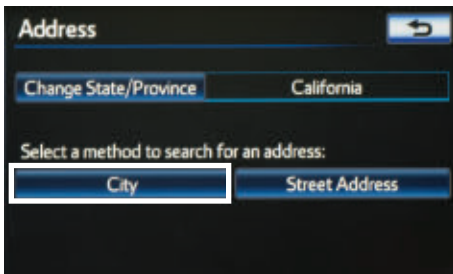 Address
Change State/Province California
Select a method to search for an address:
City Street Address